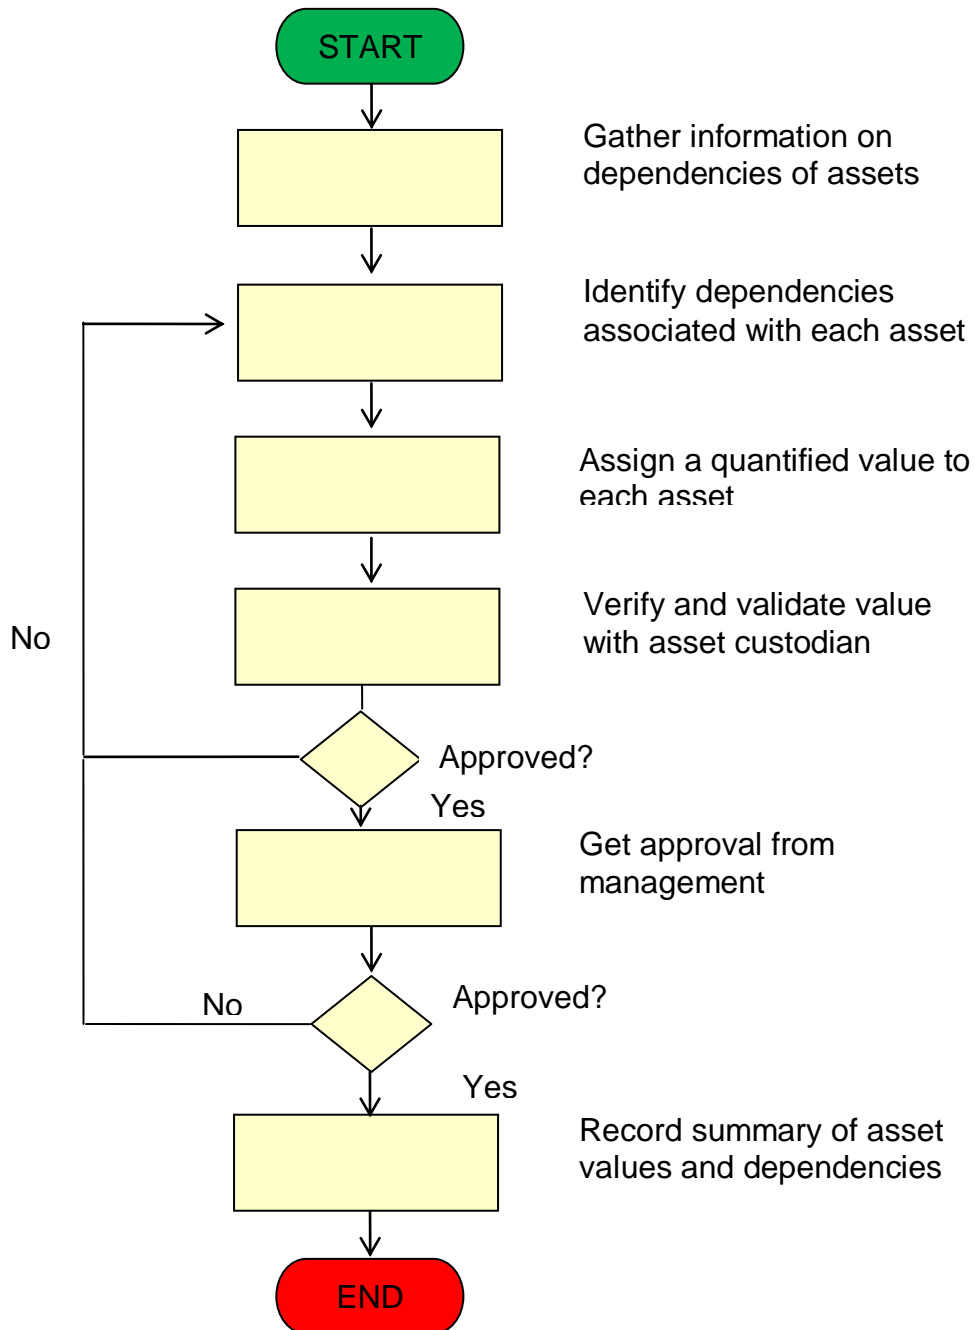 START
Gather information on
dependencies of assets
Identify dependencies
associated with each asset
Assign a quantified value to
each asset
Verify and validate value
with asset custodian
No
Approved?
Yes
Get approval from
management
Approved?
No
Yes
Record summary of asset
values and dependencies
END